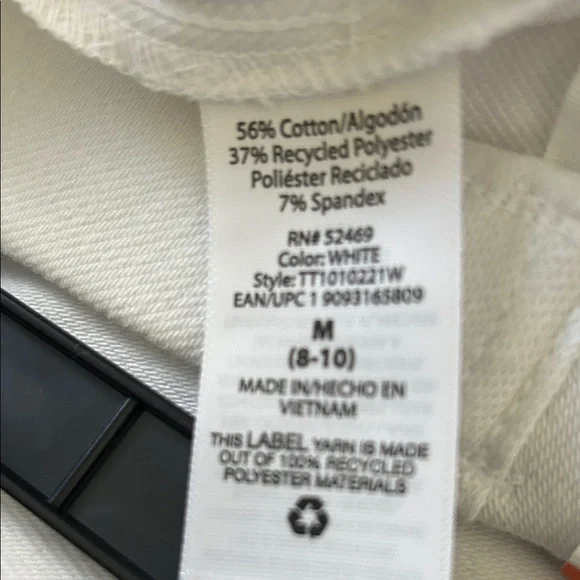 56% Cotton/Algodón
37% Recycled Polyester
Poliéster Reciclado
7% Spandex
RN# 52469
Color: WHITE
Style: TT1010221W
EAN/UPC 1 9093165809
M
(8-10)
MADE IN/HECHO EN
VIETNAM
THIS LABEL YARN IS MADE
OUT OF 100% RECYCLED
POLYESTER MATERIALS